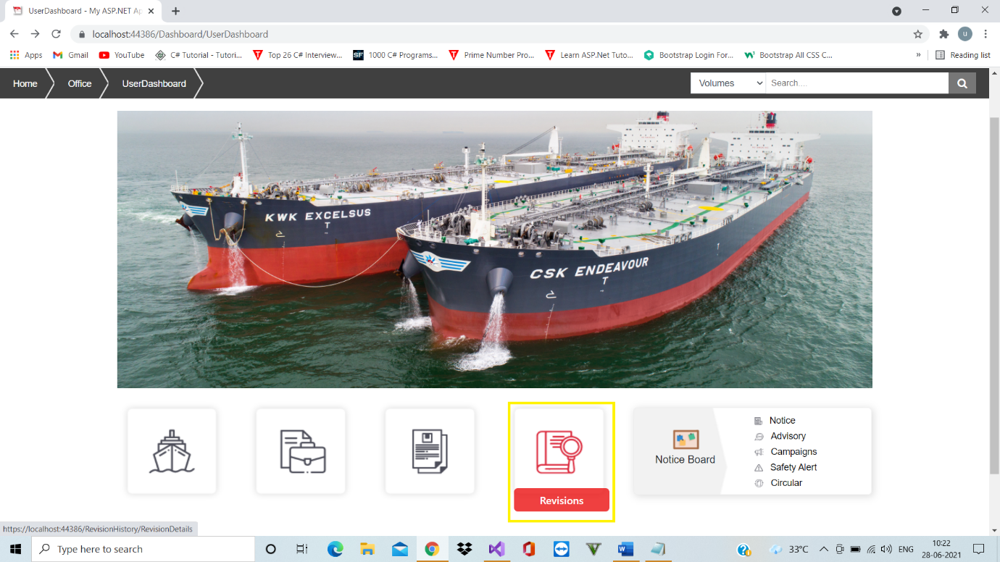 UserDashboard - My ASP.NET Ap
localhost:44386/Dashboard/UserDashboard
u
Apps Gmail YouTube C# Tutorial - Tutori... Top 26 C# Interview... SF 1000 C# Programs... Prime Number Pro... Learn ASP.Net Tuto... Bootstrap Login For... Bootstrap All CSS C... » Reading list
Home Office UserDashboard Volumes Search....
KWK EXCELSUS
T
CSK ENDEAVOUR
T
Notice Board
Notice
Advisory
Campaigns
Safety Alert
Circular
Revisions
https://localhost:44386/RevisionHistory/RevisionDetails
Type here to search
33°C ENG 10:22
28-06-2021